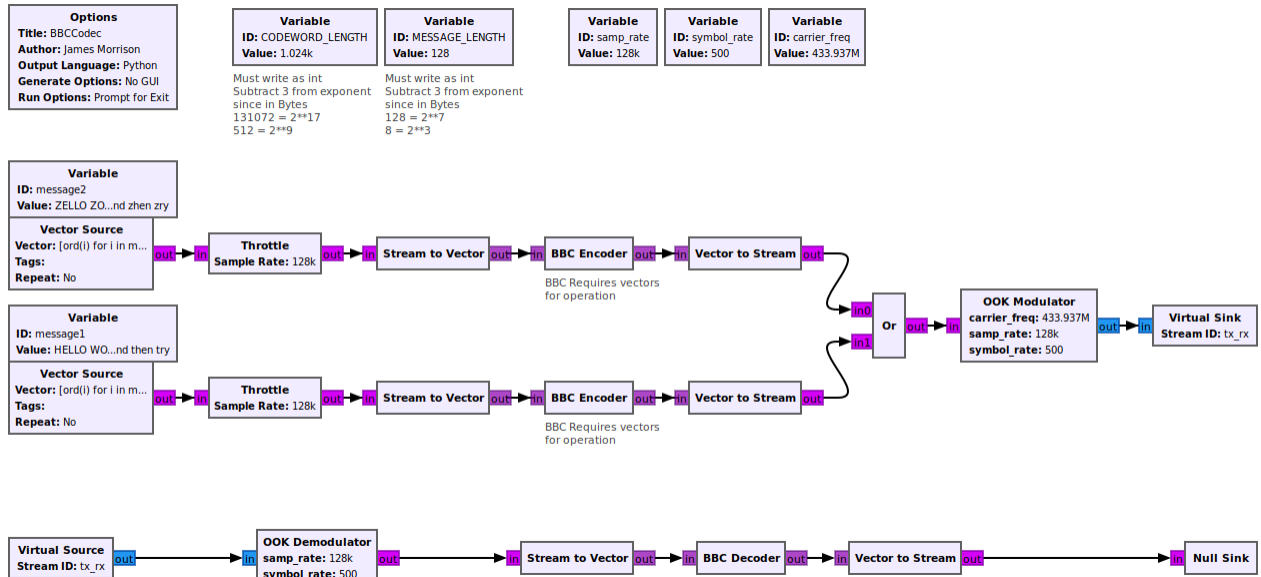 Options
Title: BBCCodec
Author: James Morrison
Output Language: Python
Generate Options: No GUI
Run Options: Prompt for Exit
Variable
ID: CODEWORD_LENGTH
Value: 1.024k
Must write as int
Subtract 3 from exponent
since in Bytes
131072 = 2**17
512 = 2**9
Variable
ID: MESSAGE_LENGTH
Value: 128
Must write as int
Subtract 3 from exponent
since in Bytes
128 = 2**7
8 = 2**3
Variable
ID: samp_rate
Value: 128k
Variable
ID: symbol_rate
Value: 500
Variable
ID: carrier_freq
Value: 433.937M
Variable
ID: message2
Value: ZELLO ZO...nd zhen zry
Vector Source
Vector: [ord(i) for i in m...
Tags:
Repeat: No
out
in
Throttle
Sample Rate: 128k
out
in
Stream to Vector
out
in
BBC Encoder
out
BBC Requires vectors
for operation
in
Vector to Stream
out
Variable
ID: message1
Value: HELLO WO...nd then try
Vector Source
Vector: [ord(i) for i in m...
Tags:
Repeat: No
out
in
Throttle
Sample Rate: 128k
out
in
Stream to Vector
out
in
BBC Encoder
out
BBC Requires vectors
for operation
in
Vector to Stream
out
in0
in1
Or
out
in
OOK Modulator
carrier_freq: 433.937M
samp_rate: 128k
symbol_rate: 500
out
in
Virtual Sink
Stream ID: tx_rx
Virtual Source
Stream ID: tx_rx
out
in
OOK Demodulator
samp_rate: 128k
symbol_rate: 500
out
in
Stream to Vector
out
in
BBC Decoder
out
in
Vector to Stream
out
in
Null Sink